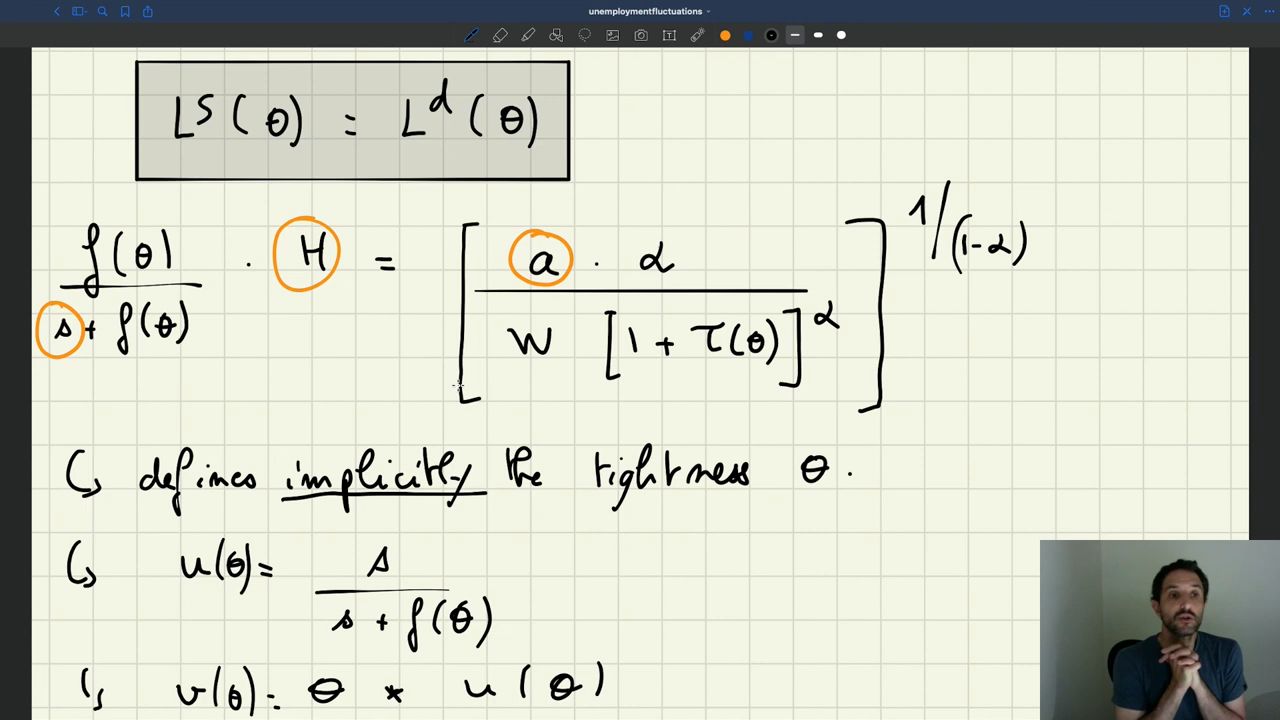 unemploymentfluctuations
L^s(θ) = L^d(θ)
f(θ) / (s + f(θ)) · H = [ a · α / (W [1 + τ(θ)]^α) ]^{1/(1-α)}
↳ defines implicitly the tightness θ.
↳ u(θ) = s / (s + f(θ))
↳ v(θ) = θ * u(θ)